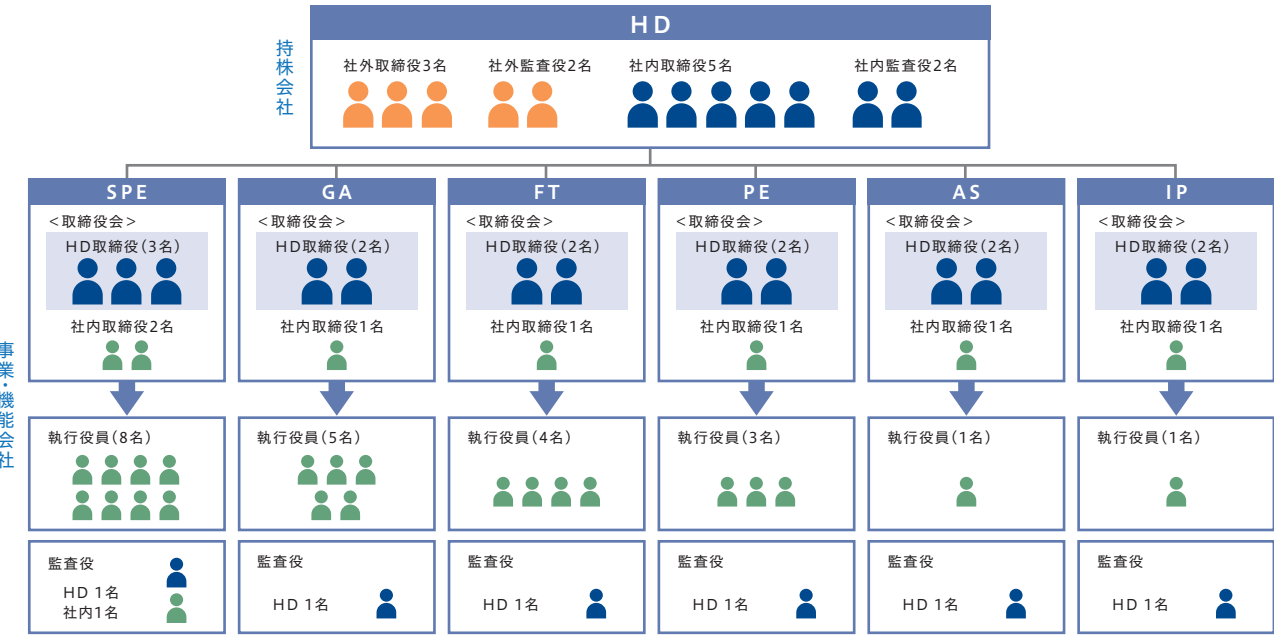 HD
持株会社
社外取締役3名
社外監査役2名
社内取締役5名
社内監査役2名
事業・機能会社
SPE
<取締役会>
HD取締役(3名)
社内取締役2名
執行役員(8名)
監査役
HD 1名
社内1名
GA
<取締役会>
HD取締役(2名)
社内取締役1名
執行役員(5名)
監査役
HD 1名
FT
<取締役会>
HD取締役(2名)
社内取締役1名
執行役員(4名)
監査役
HD 1名
PE
<取締役会>
HD取締役(2名)
社内取締役1名
執行役員(3名)
監査役
HD 1名
AS
<取締役会>
HD取締役(2名)
社内取締役1名
執行役員(1名)
監査役
HD 1名
IP
<取締役会>
HD取締役(2名)
社内取締役1名
執行役員(1名)
監査役
HD 1名